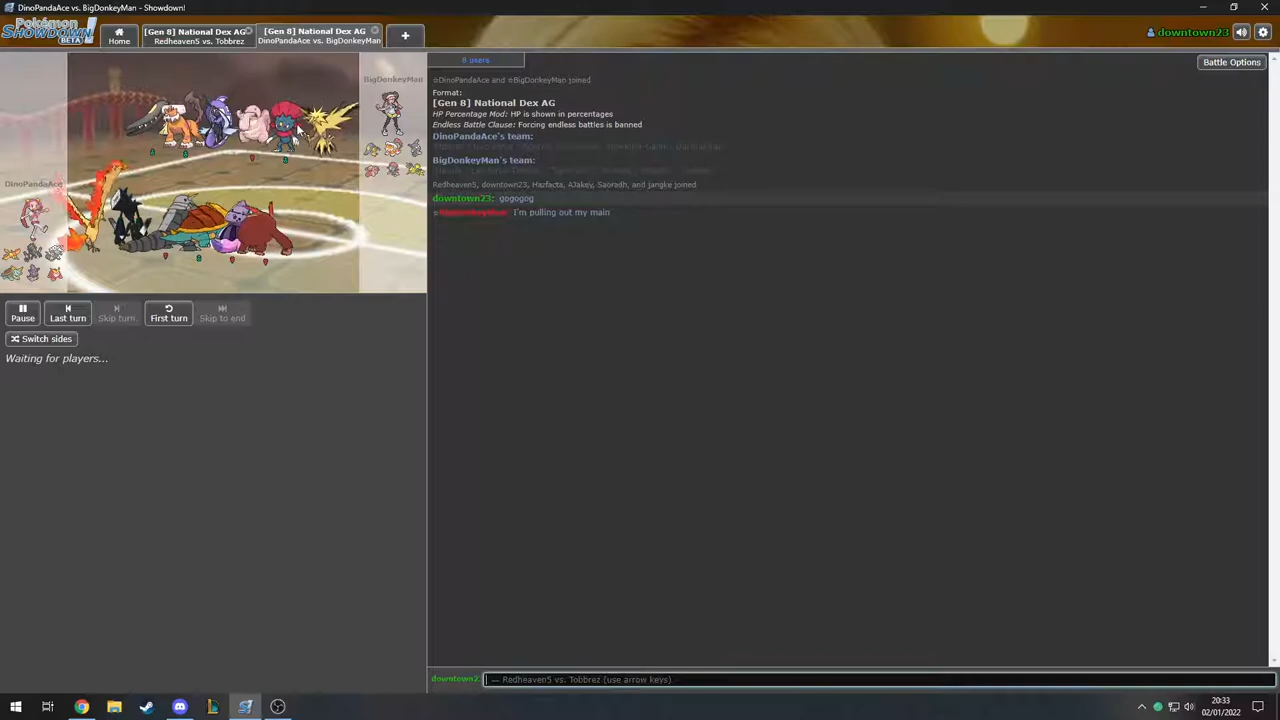 DinoPandaAce vs. BigDonkeyMan - Showdown!
Pokémon
SHOWDOWN!
BETA
Home
[Gen 8] National Dex AG
Redheaven5 vs. Tobbrez
[Gen 8] National Dex AG
DinoPandaAce vs. BigDonkeyMan
downtown23
8 users
Battle Options
☆DinoPandaAce and ☆BigDonkeyMan joined
Format:
[Gen 8] National Dex AG
HP Percentage Mod: HP is shown in percentages
Endless Battle Clause: Forcing endless battles is banned
DinoPandaAce's team:
BigDonkeyMan's team:
Redheaven5, downtown23, Hazfacta, AJakey, Saoradh, and jangke joined
downtown23: gogogog
I'm pulling out my main
BigDonkeyMan
DinoPandaAce
Pause
Last turn
Skip turn
First turn
Skip to end
Switch sides
Waiting for players...
downtown2
— Redheaven5 vs. Tobbrez (use arrow keys)
20:33
02/01/2022